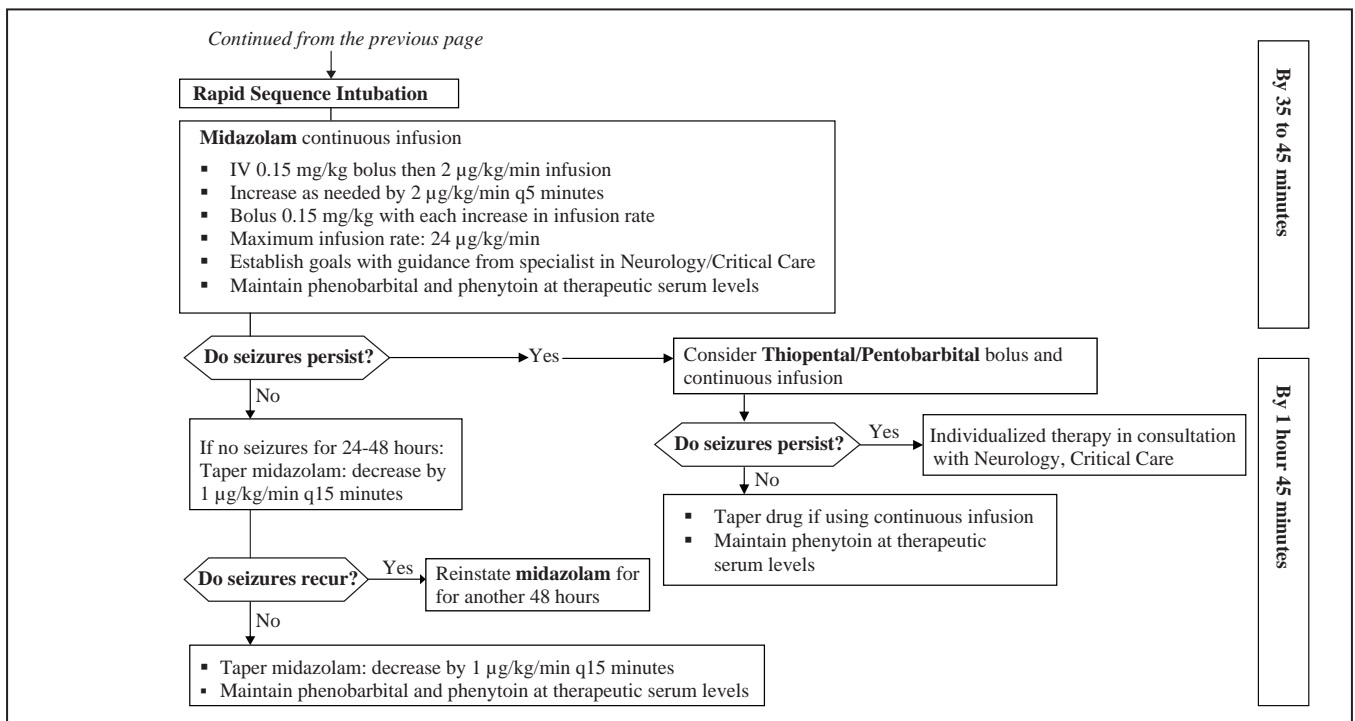 Continued from the previous page
Rapid Sequence Intubation
Midazolam continuous infusion
▪ IV 0.15 mg/kg bolus then 2 µg/kg/min infusion
▪ Increase as needed by 2 µg/kg/min q5 minutes
▪ Bolus 0.15 mg/kg with each increase in infusion rate
▪ Maximum infusion rate: 24 µg/kg/min
▪ Establish goals with guidance from specialist in Neurology/Critical Care
▪ Maintain phenobarbital and phenytoin at therapeutic serum levels
By 35 to 45 minutes
Do seizures persist?
Yes
Consider Thiopental/Pentobarbital bolus and
continuous infusion
No
If no seizures for 24-48 hours:
Taper midazolam: decrease by
1 µg/kg/min q15 minutes
Do seizures persist?
Yes
Individualized therapy in consultation
with Neurology, Critical Care
No
▪ Taper drug if using continuous infusion
▪ Maintain phenytoin at therapeutic
serum levels
Do seizures recur?
Yes
Reinstate midazolam for
for another 48 hours
No
▪ Taper midazolam: decrease by 1 µg/kg/min q15 minutes
▪ Maintain phenobarbital and phenytoin at therapeutic serum levels
By 1 hour 45 minutes